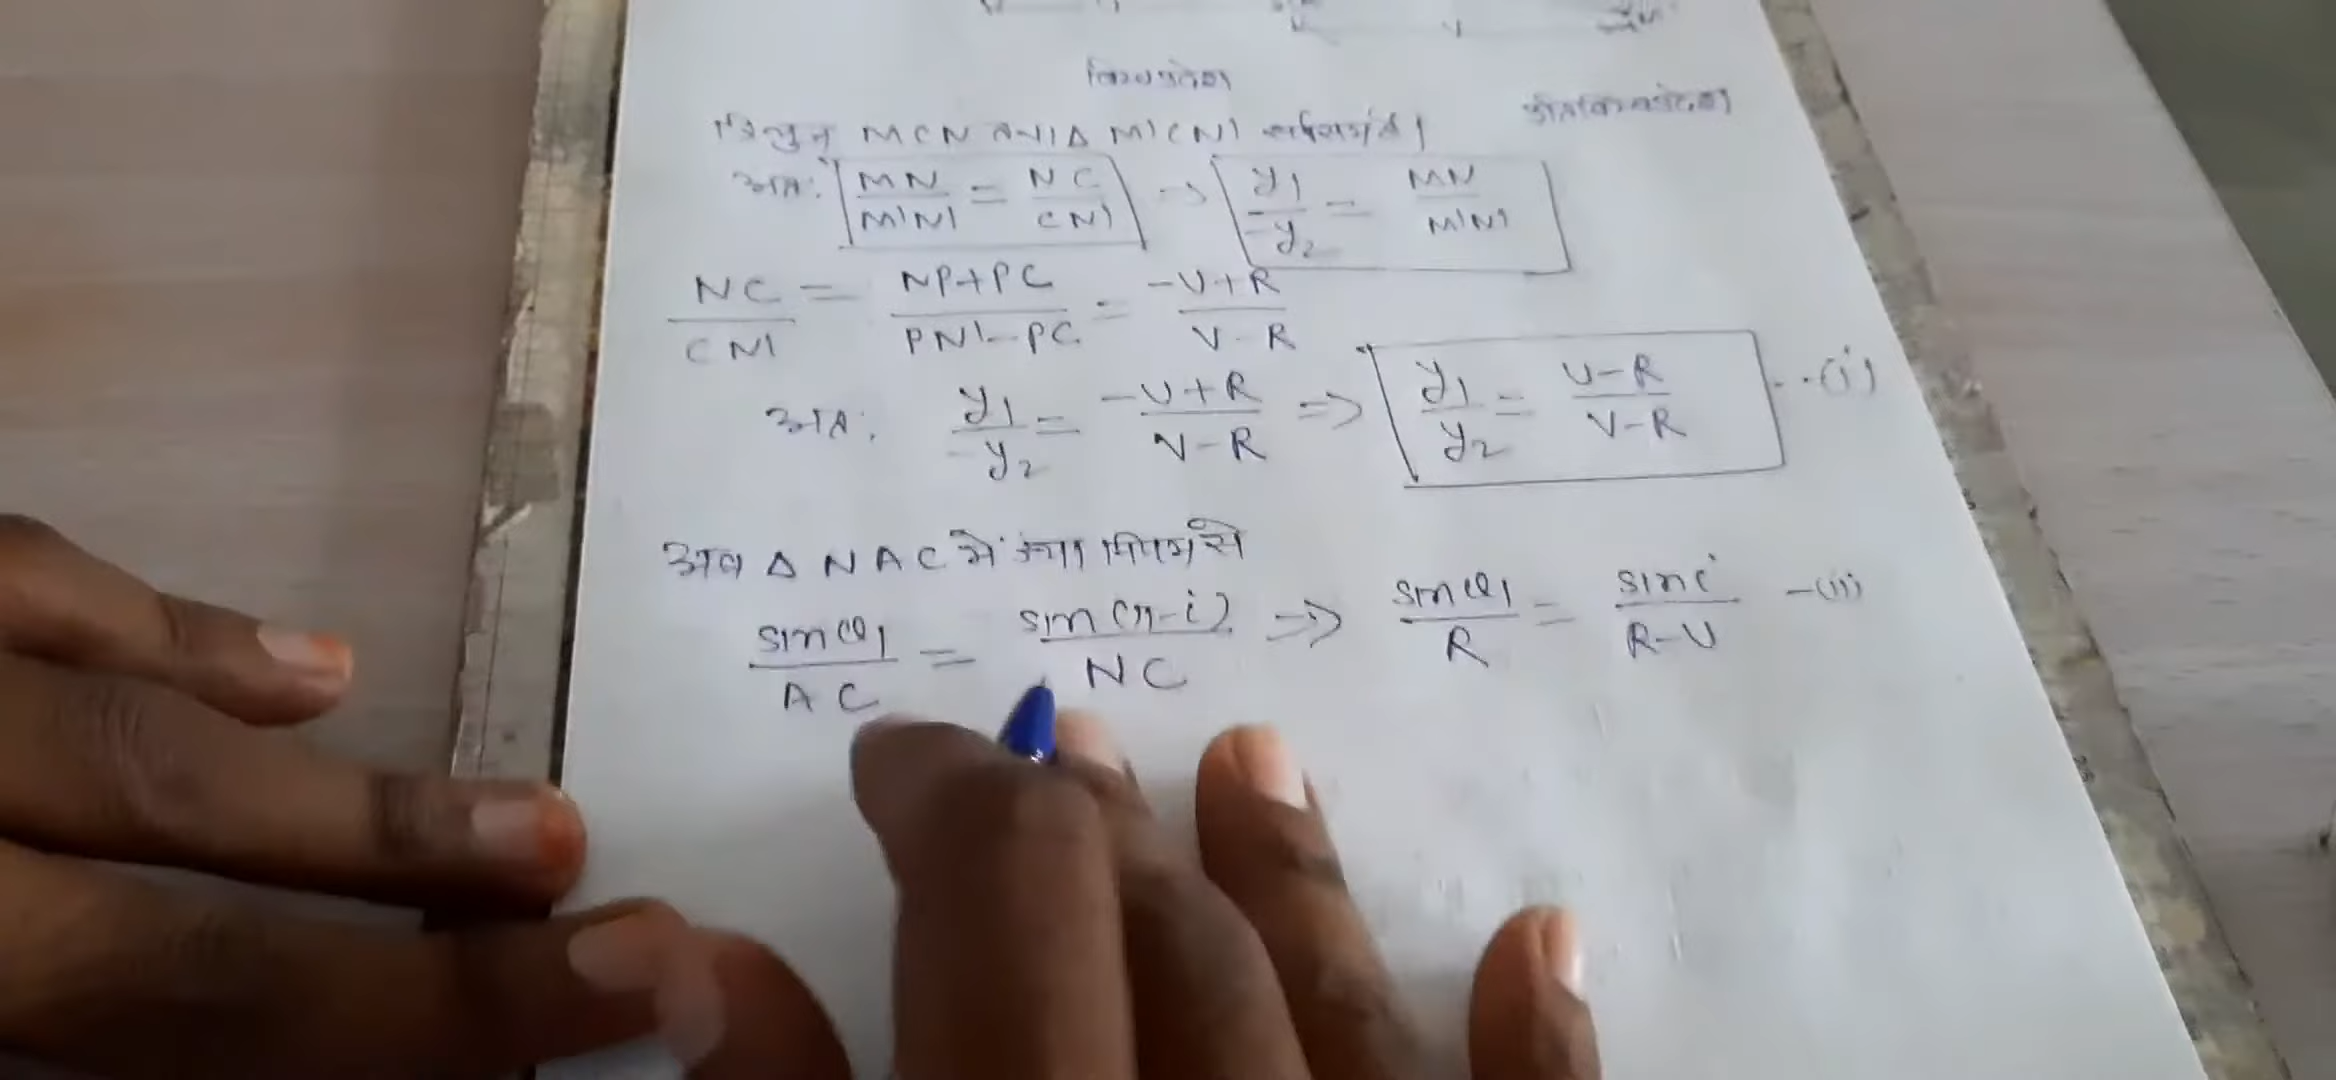 त्रिभुज MCN तथा Δ M'CN'
अतः MN/M'N' = NC/CN' → y₁/-y₂ = MN/M'N'
NC/CN' = NP+PC/PN'-PC = -U+R/V-R
अतः y₁/-y₂ = -U+R/V-R ⇒ y₁/y₂ = U-R/V-R --(i)
अब Δ NAC में ज्या नियम से
sinθ₁/AC = sin(π-i)/NC ⇒ sinθ₁/R = sin i/R-U -(ii)